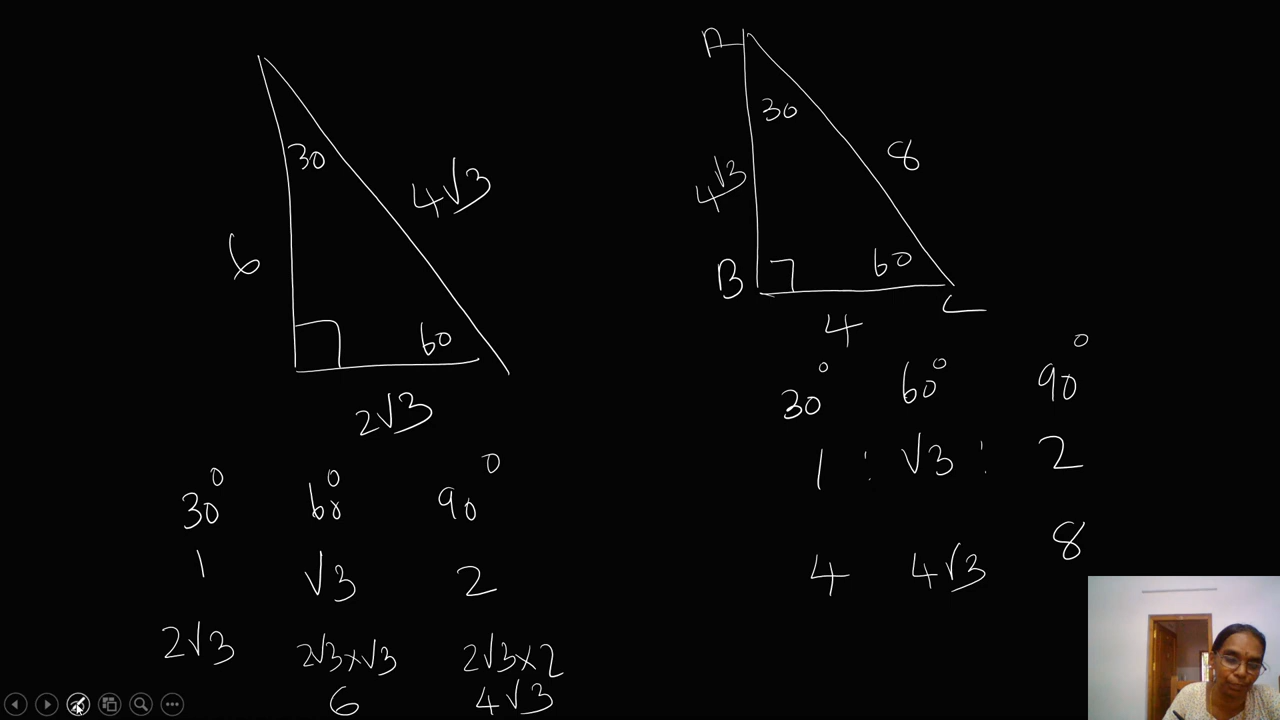 30
4√3
6
60
2√3
30° 60° 90°
1 √3 2
2√3 2√3×√3 2√3×2
6 4√3
A
30
4√3
8
B
60
C
4
30° 60° 90°
1 : √3 : 2
4 4√3 8